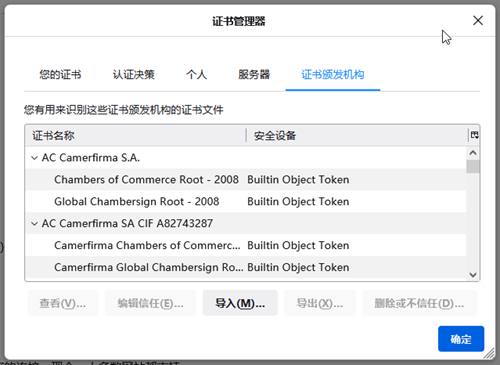 证书管理器
您的证书 认证决策 个人 服务器 证书颁发机构
您有用来识别这些证书颁发机构的证书文件
证书名称 安全设备
AC Camerfirma S.A.
Chambers of Commerce Root - 2008 Builtin Object Token
Global Chambersign Root - 2008 Builtin Object Token
AC Camerfirma SA CIF A82743287
Camerfirma Chambers of Commerc... Builtin Object Token
Camerfirma Global Chambersign Ro... Builtin Object Token
查看(V)... 编辑信任(E)... 导入(M)... 导出(X)... 删除或不信任(D)...
确定